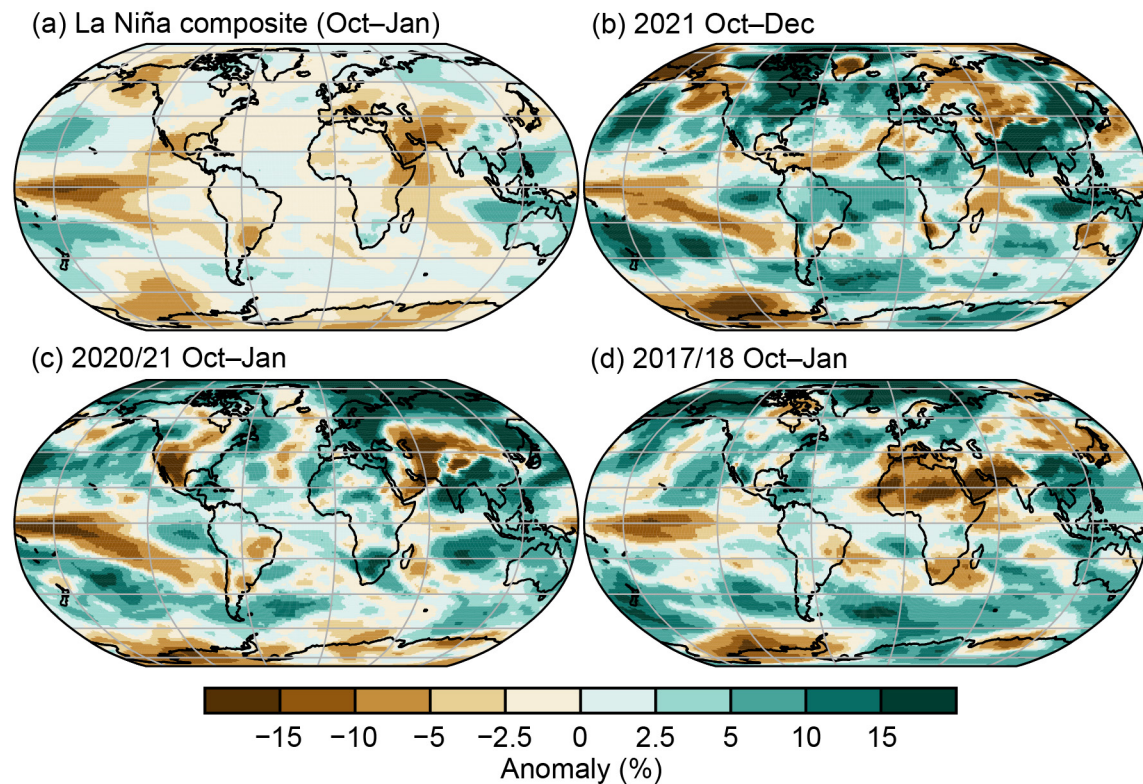 (a) La Niña composite (Oct–Jan)
(b) 2021 Oct–Dec
(c) 2020/21 Oct–Jan
(d) 2017/18 Oct–Jan
−15 −10 −5 −2.5 0 2.5 5 10 15
Anomaly (%)